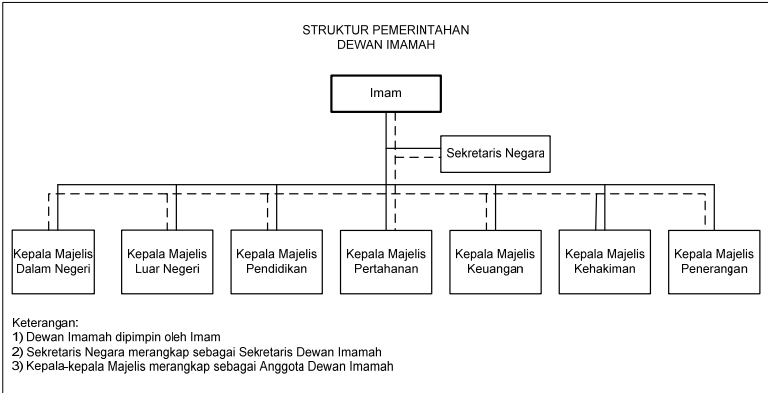 STRUKTUR PEMERINTAHAN
DEWAN IMAMAH
Imam
Sekretaris Negara
Kepala Majelis
Dalam Negeri
Kepala Majelis
Luar Negeri
Kepala Majelis
Pendidikan
Kepala Majelis
Pertahanan
Kepala Majelis
Keuangan
Kepala Majelis
Kehakiman
Kepala Majelis
Penerangan
Keterangan:
1) Dewan Imamah dipimpin oleh Imam
2) Sekretaris Negara merangkap sebagai Sekretaris Dewan Imamah
3) Kepala-kepala Majelis merangkap sebagai Anggota Dewan Imamah